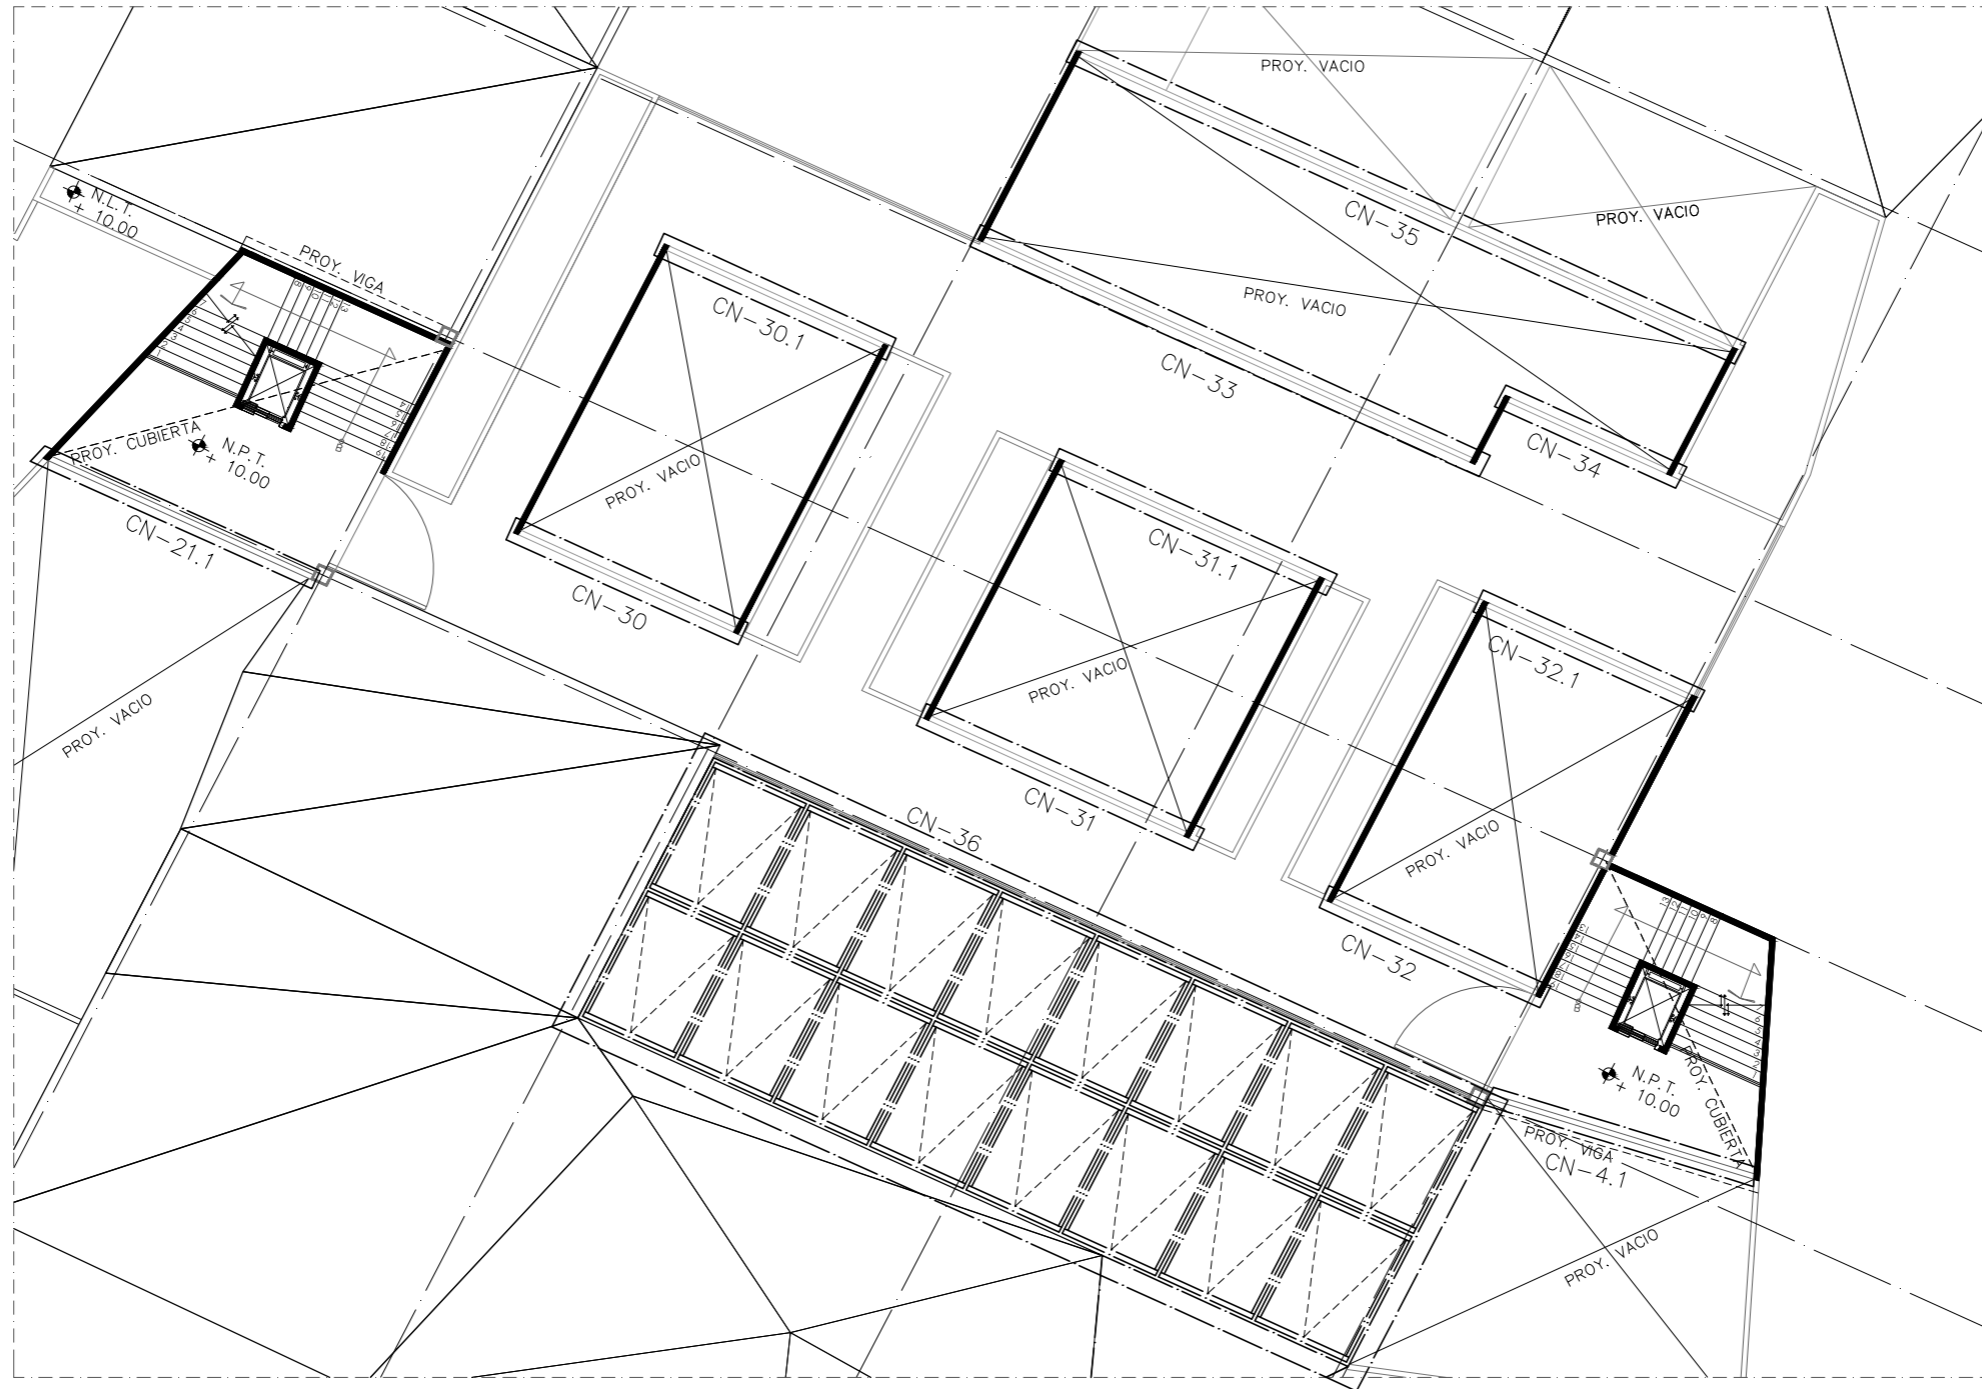 PROY. VACIO
N.L.T.
+ 10.00
PROY. VIGA
CN-35
PROY. VACIO
PROY. VACIO
CN-30.1
CN-33
CN-34
PROY. CUBIERTA
N.P.T.
+ 10.00
PROY. VACIO
CN-21.1
CN-30
CN-31.1
PROY. VACIO
CN-32.1
PROY. VACIO
CN-31
CN-36
PROY. VACIO
CN-32
N.P.T.
+ 10.00
PROY. CUBIERTA
PROY. VIGA
CN-4.1
PROY. VACIO